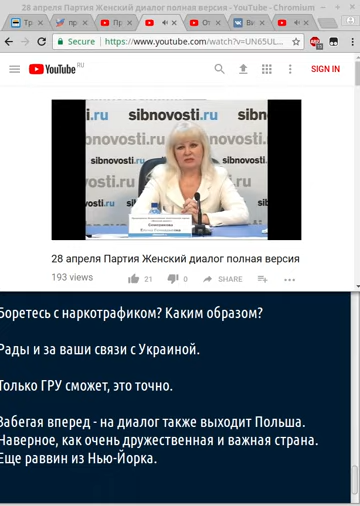 28 апреля Партия Женский диалог полная версия - YouTube - Chromium
Secure https://www.youtube.com/watch?v=UN65UL...
YouTube RU
SIGN IN
i.ru sibnovosti.ru
sibnovosti.ru sibnovosti.ru
28 апреля Партия Женский диалог полная версия
193 views 21 0 SHARE
Боретесь с наркотрафиком? Каким образом?
Рады и за ваши связи с Украиной.
Только ГРУ сможет, это точно.
Забегая вперед - на диалог также выходит Польша.
Наверное, как очень дружественная и важная страна.
Еще раввин из Нью-Йорка.